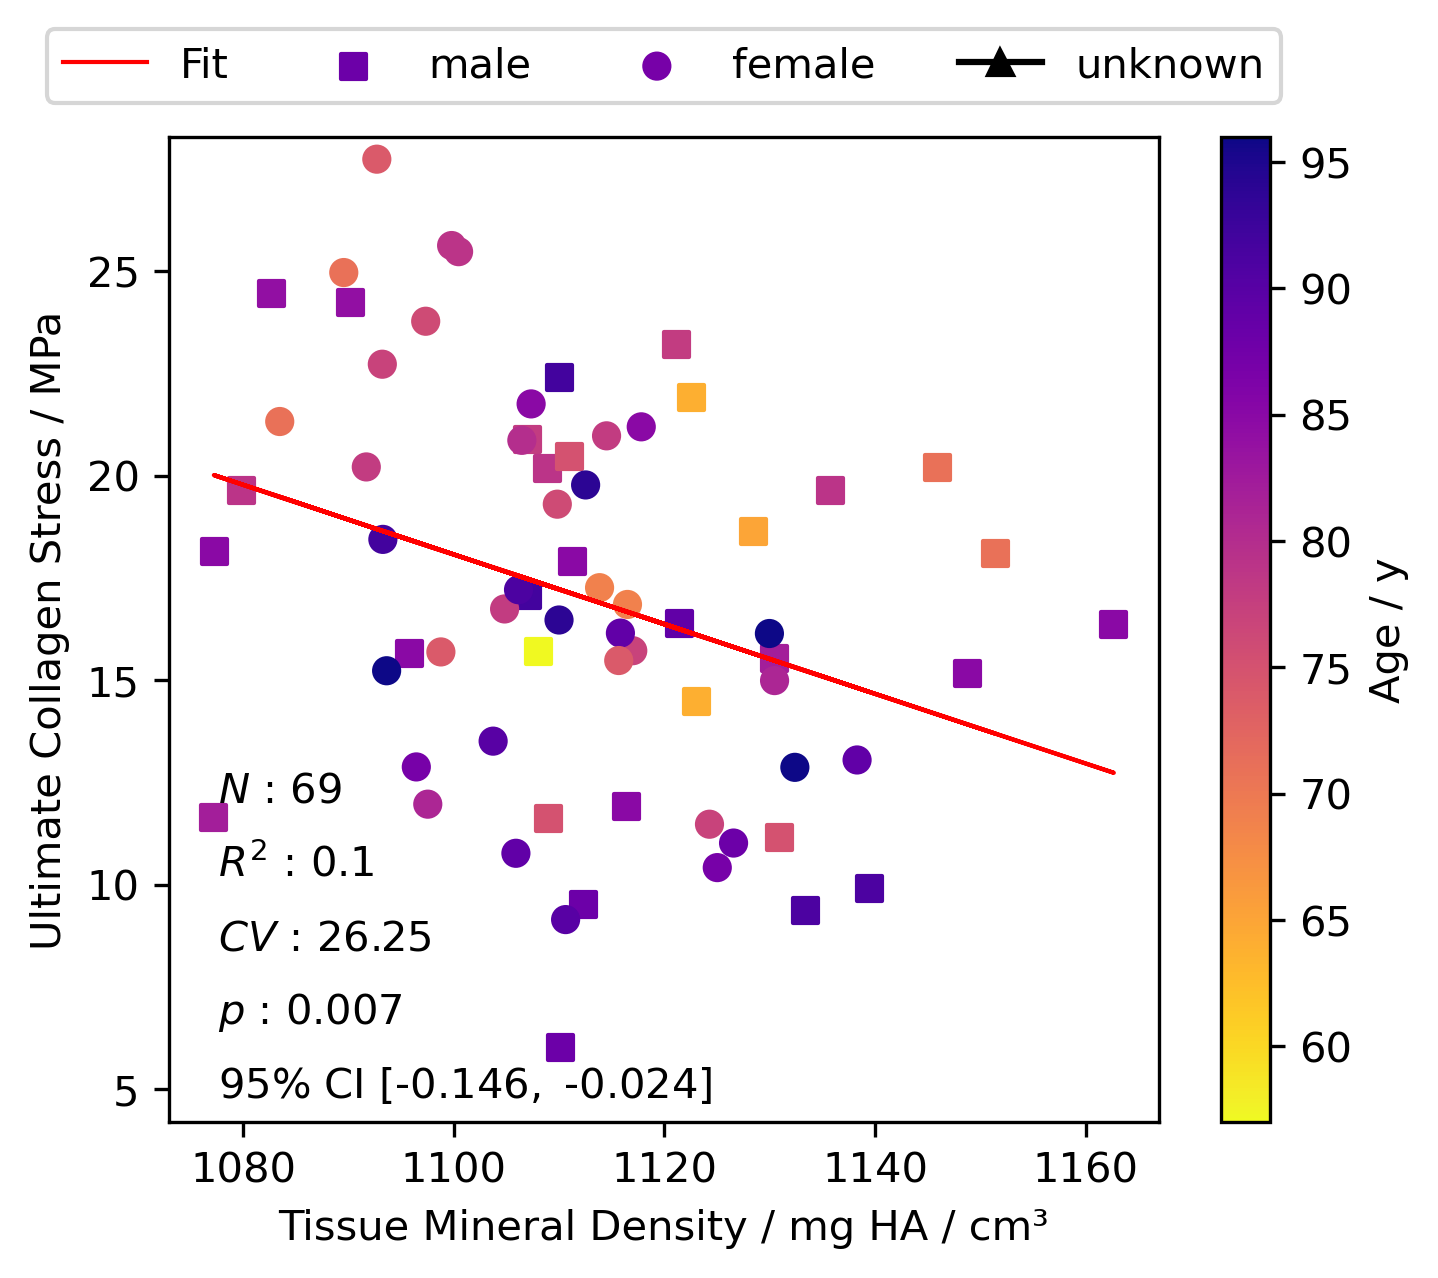 Fit male female unknown
Ultimate Collagen Stress / MPa
25
20
15
10
5
N : 69
R² : 0.1
CV : 26.25
p : 0.007
95% CI [-0.146, -0.024]
1080 1100 1120 1140 1160
Tissue Mineral Density / mg HA / cm³
95
90
85
80
75
70
65
60
Age / y